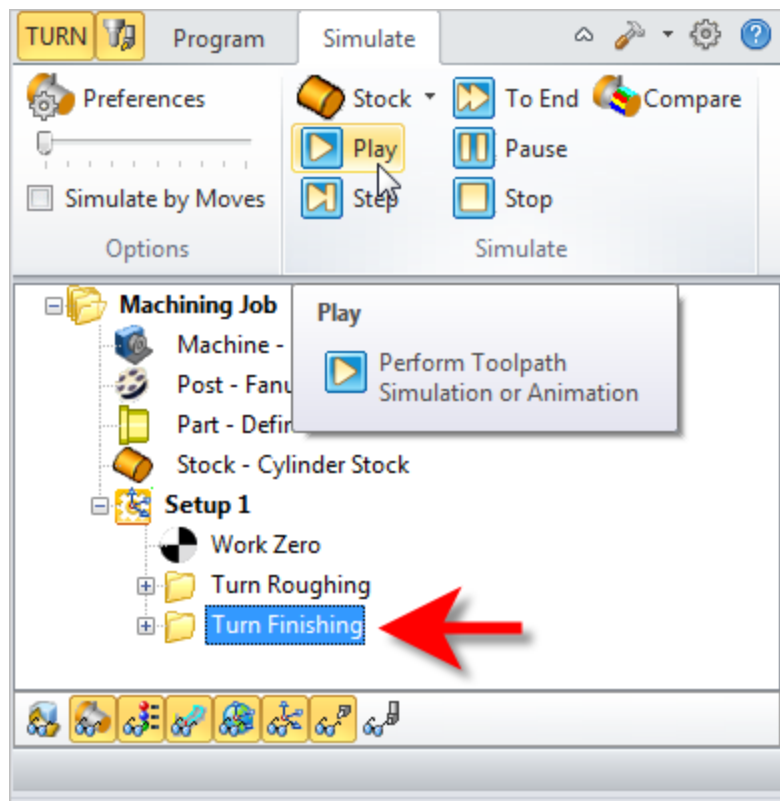 TURN Program Simulate
Preferences Stock To End Compare
Play Pause
Simulate by Moves Step Stop
Options Simulate
Machining Job
Machine -
Post - Fanu
Part - Defin
Stock - Cylinder Stock
Setup 1
Work Zero
Turn Roughing
Turn Finishing
Play
Perform Toolpath
Simulation or Animation